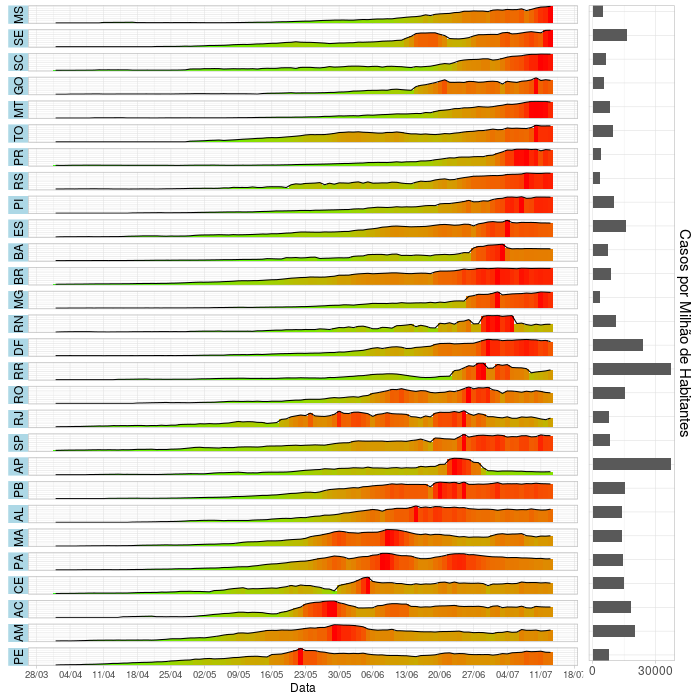 MS
SE
SC
GO
MT
TO
PR
RS
PI
ES
BA
BR
MG
RN
DF
RR
RO
RJ
SP
AP
PB
AL
MA
PA
CE
AC
AM
PE
28/03 04/04 11/04 18/04 25/04 02/05 09/05 16/05 23/05 30/05 06/06 13/06 20/06 27/06 04/07 11/07 18/0
Data
0 30000
Casos por Milhão de Habitantes